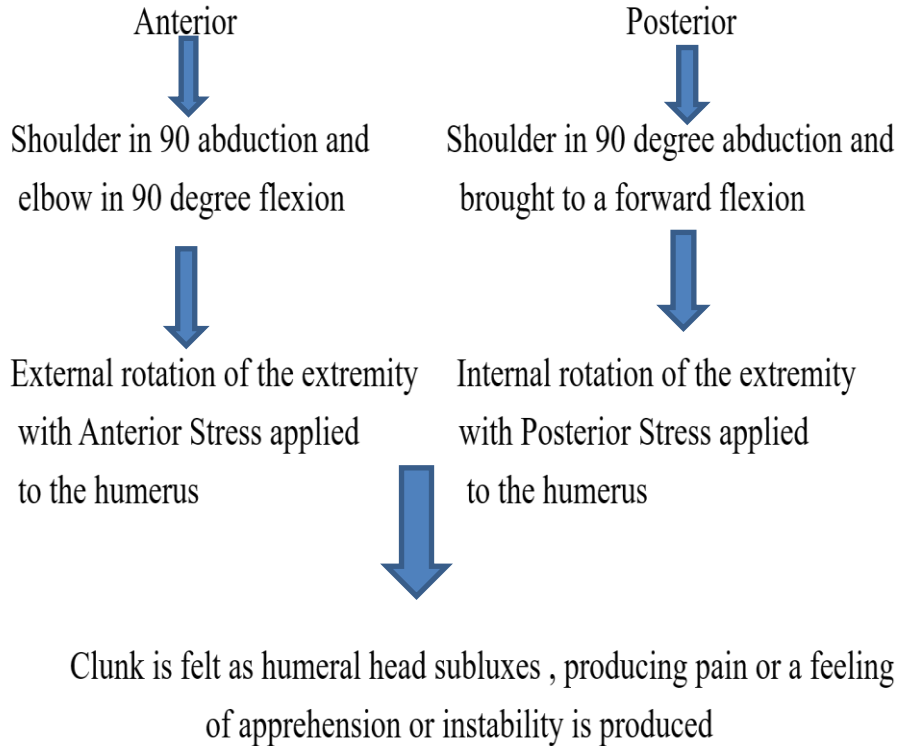 Anterior
Shoulder in 90 abduction and
elbow in 90 degree flexion
External rotation of the extremity
with Anterior Stress applied
to the humerus
Posterior
Shoulder in 90 degree abduction and
brought to a forward flexion
Internal rotation of the extremity
with Posterior Stress applied
to the humerus
Clunk is felt as humeral head subluxes , producing pain or a feeling
of apprehension or instability is produced